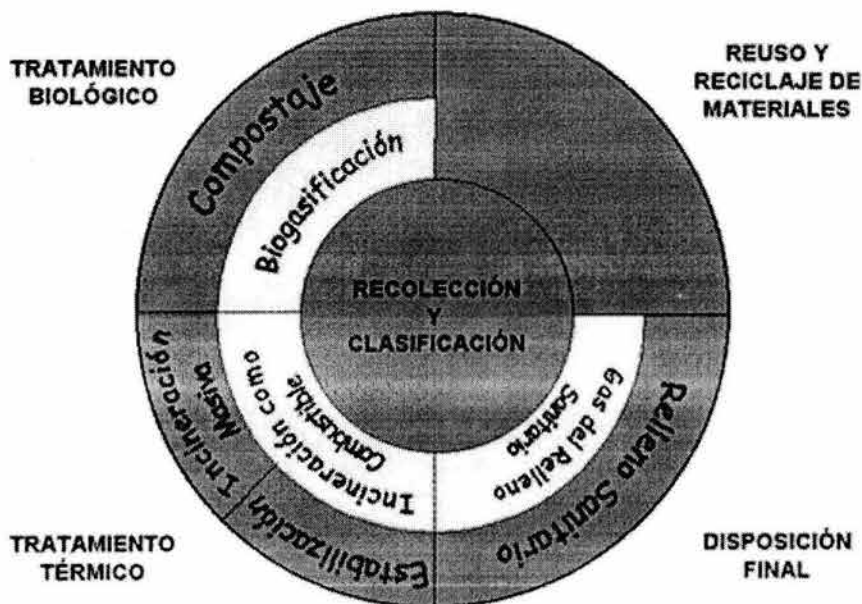 TRATAMIENTO
BIOLÓGICO
REUSO Y
RECICLAJE DE
MATERIALES
Compostaje
Biogasificación
RECOLECCIÓN
Y
CLASIFICACIÓN
Incineración
Masiva
Incineración como
Combustible
Estabilización
Gas del Relleno
Sanitario
Relleno Sanitario
TRATAMIENTO
TÉRMICO
DISPOSICIÓN
FINAL